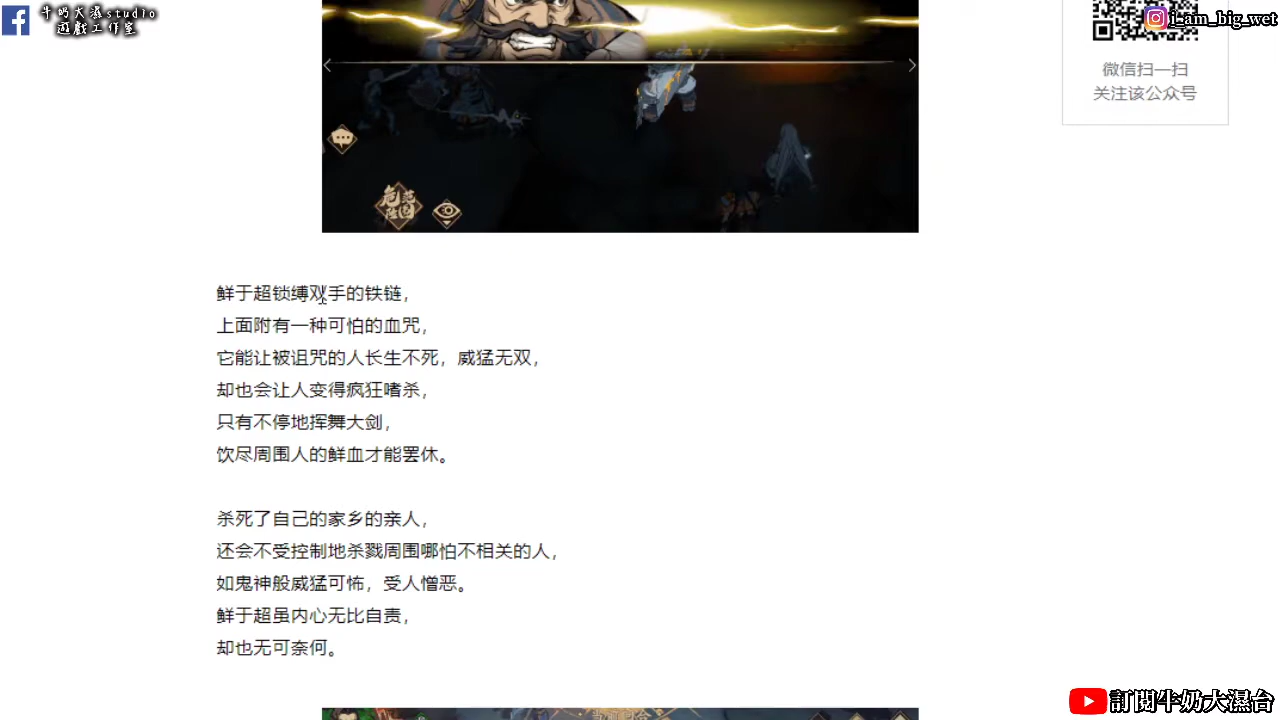 牛奶大濕studio
遊戲工作室
i_am_big_wet
微信扫一扫
关注该公众号
危险
范围
鲜于超锁缚双手的铁链，
上面附有一种可怕的血咒，
它能让被诅咒的人长生不死，威猛无双，
却也会让人变得疯狂嗜杀，
只有不停地挥舞大剑，
饮尽周围人的鲜血才能罢休。
杀死了自己的家乡的亲人，
还会不受控制地杀戮周围哪怕不相关的人，
如鬼神般威猛可怖，受人憎恶。
鲜于超虽内心无比自责，
却也无可奈何。
訂閱牛奶大濕台